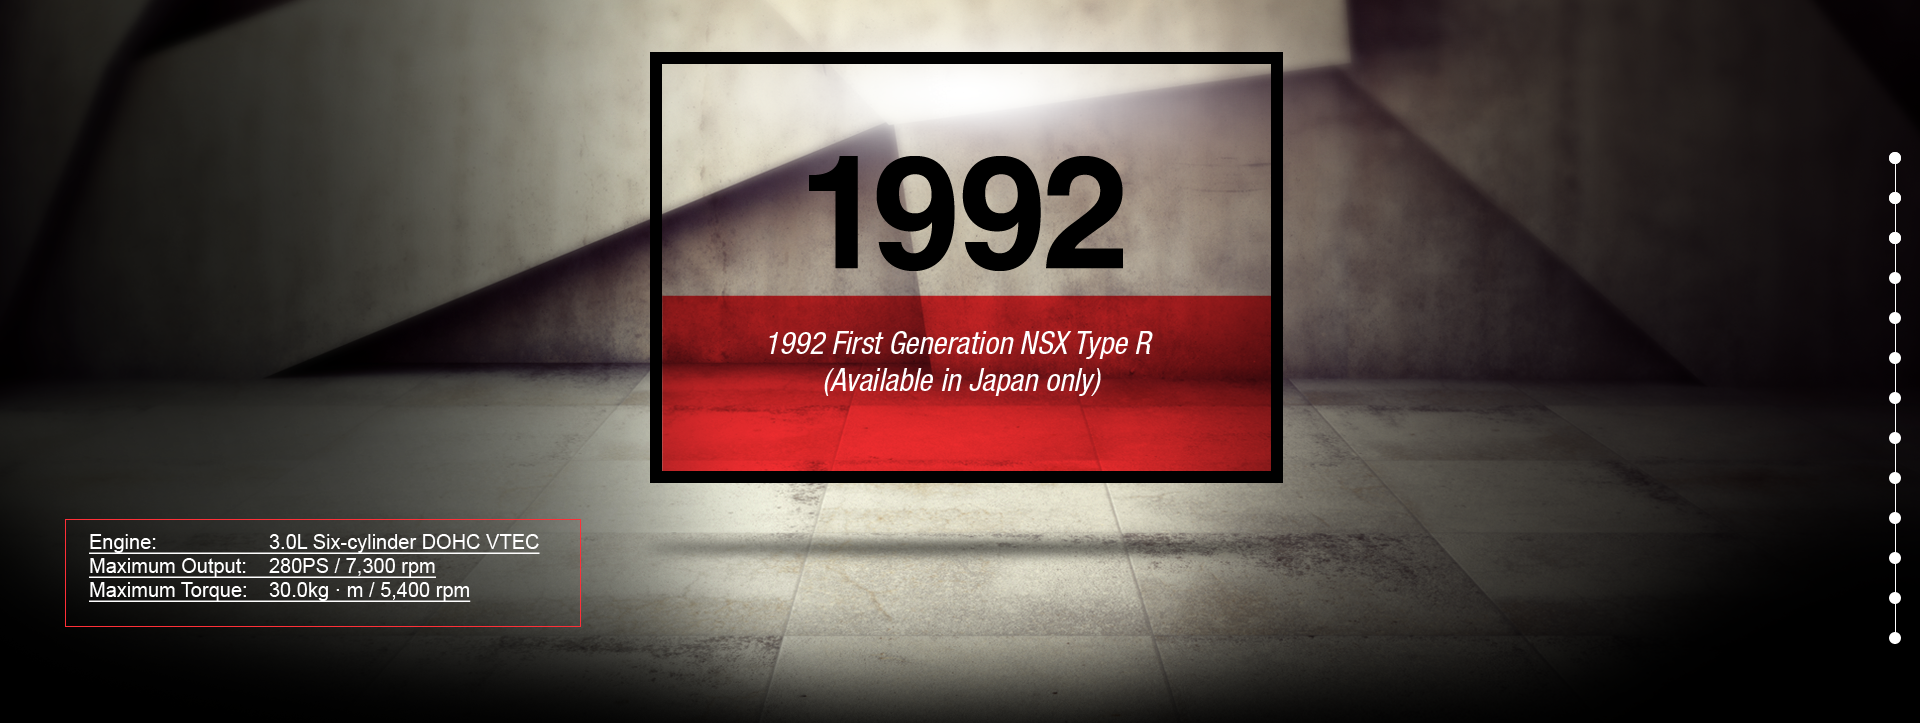 1992
1992 First Generation NSX Type R
(Available in Japan only)
Engine: 3.0L Six-cylinder DOHC VTEC
Maximum Output: 280PS / 7,300 rpm
Maximum Torque: 30.0kg · m / 5,400 rpm